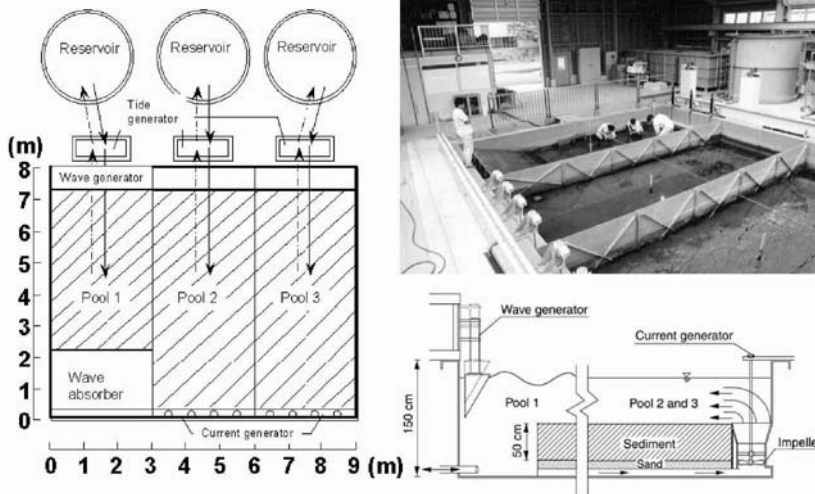 Reservoir Reservoir Reservoir
Tide
generator
(m)
8
Wave generator
7
6
5
4
Pool 1 Pool 2 Pool 3
3
2
Wave
absorber
1
0
Current generator
0 1 2 3 4 5 6 7 8 9 (m)
Wave generator
Current generator
Pool 1 Pool 2 and 3
150 cm
50 cm
Sediment
Sand
Impelle